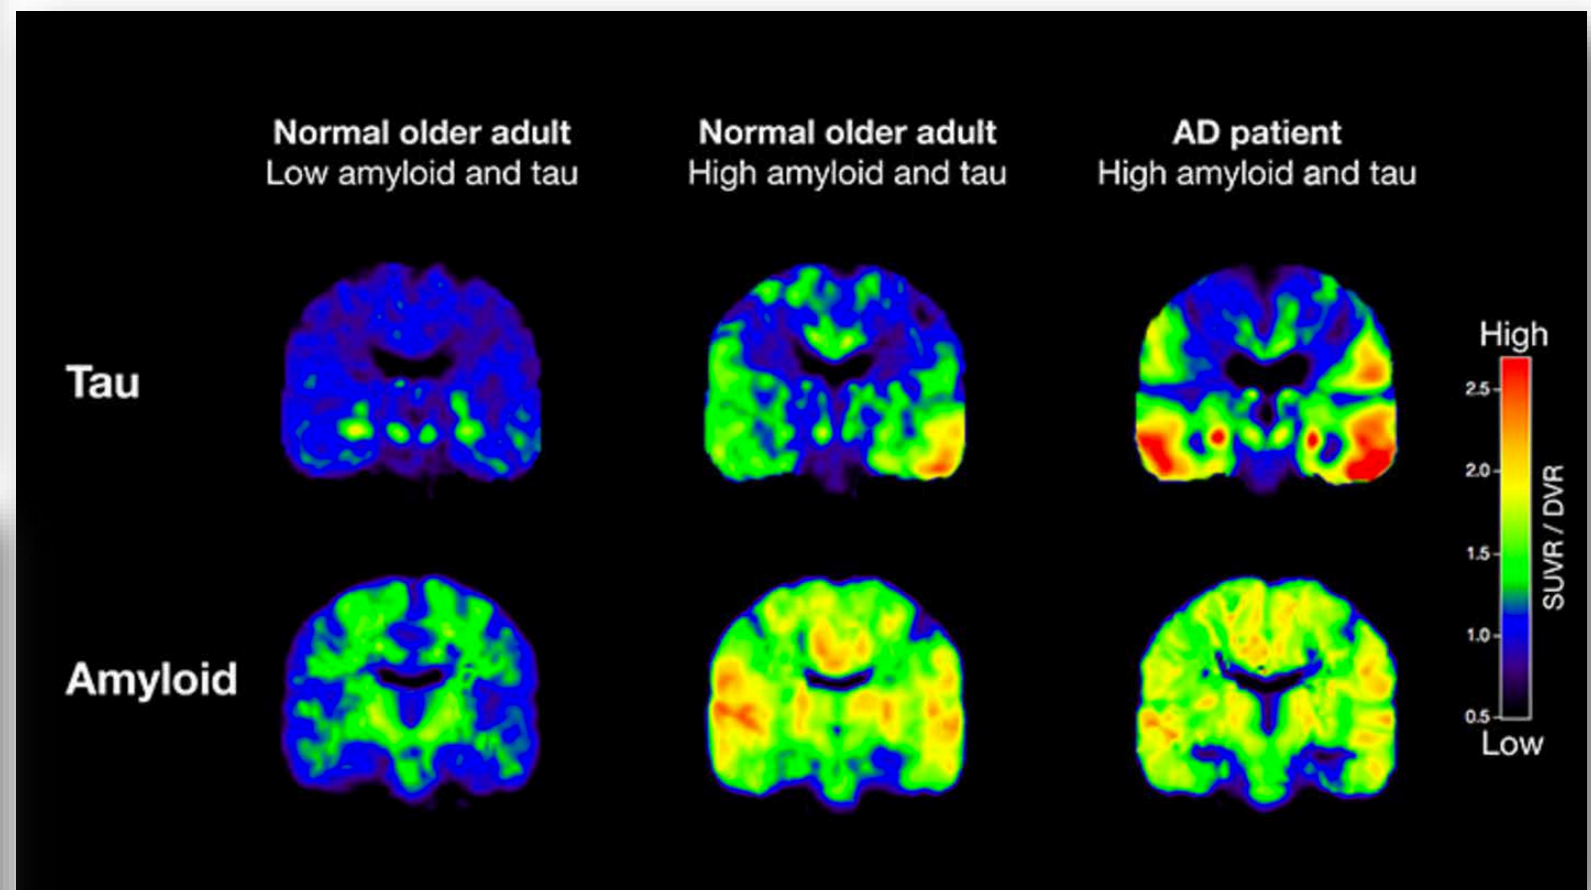 Normal older adult
Low amyloid and tau
Normal older adult
High amyloid and tau
AD patient
High amyloid and tau
Tau
Amyloid
High
2.5
2.0
1.5
1.0
0.5
Low
SUVR / DVR